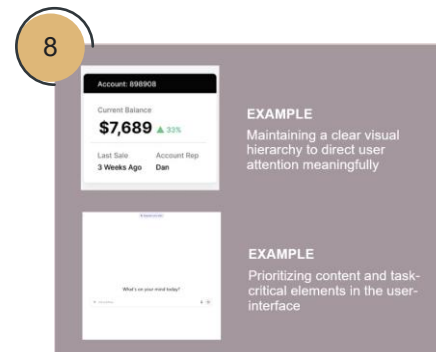 8
Account: 898908
Current Balance
$7,689 ▲ 33%
Last Sale Account Rep
3 Weeks Ago Dan
EXAMPLE
Maintaining a clear visual
hierarchy to direct user
attention meaningfully
What's on your mind today?
EXAMPLE
Prioritizing content and task-
critical elements in the user-
interface